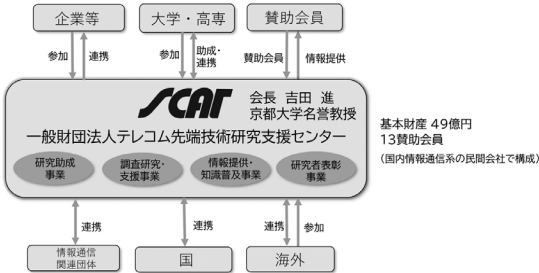 企業等
大学・高専
賛助会員
参加
連携
参加
助成・
連携
賛助会員
情報提供
SCAT
会長 吉田 進
京都大学名誉教授
一般財団法人テレコム先端技術研究支援センター
研究助成
事業
調査研究・
支援事業
情報提供・
知識普及事業
研究者表彰
事業
基本財産 49億円
13賛助会員
（国内情報通信系の民間会社で構成）
連携
連携
連携
参加
情報通信
関連団体
国
海外